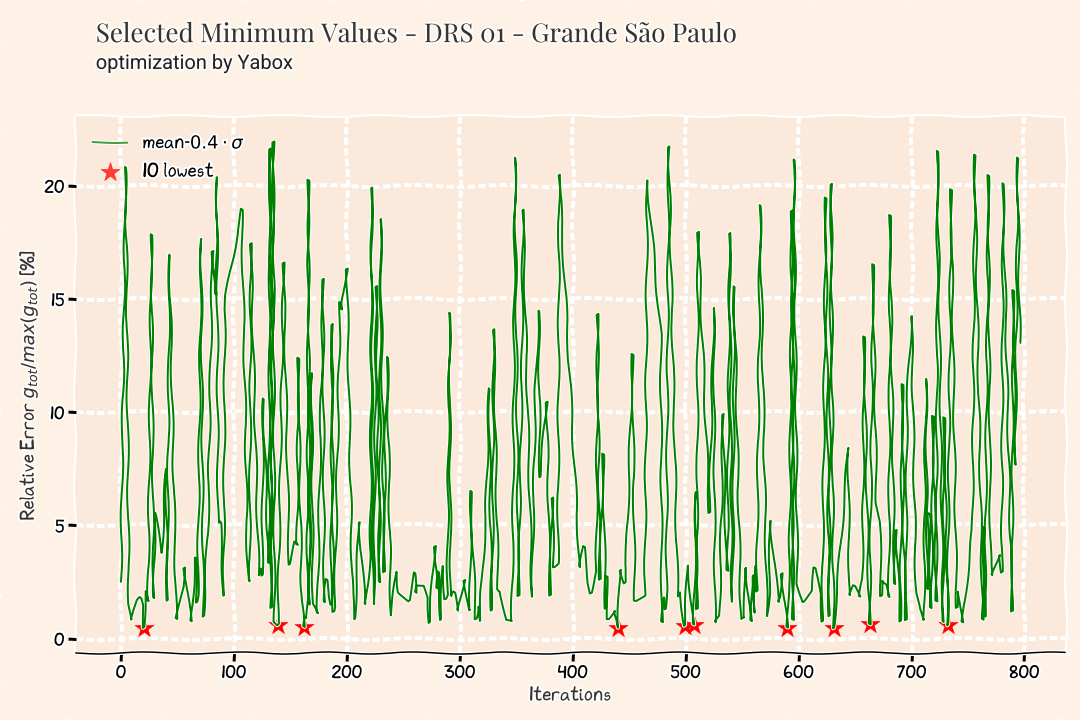 Selected Minimum Values - DRS 01 - Grande São Paulo
optimization by Yabox
mean-0.4 · σ
10 lowest
Relative Error g_tot/max(g_tot) [%]
20
15
10
5
0
0 100 200 300 400 500 600 700 800
Iterations